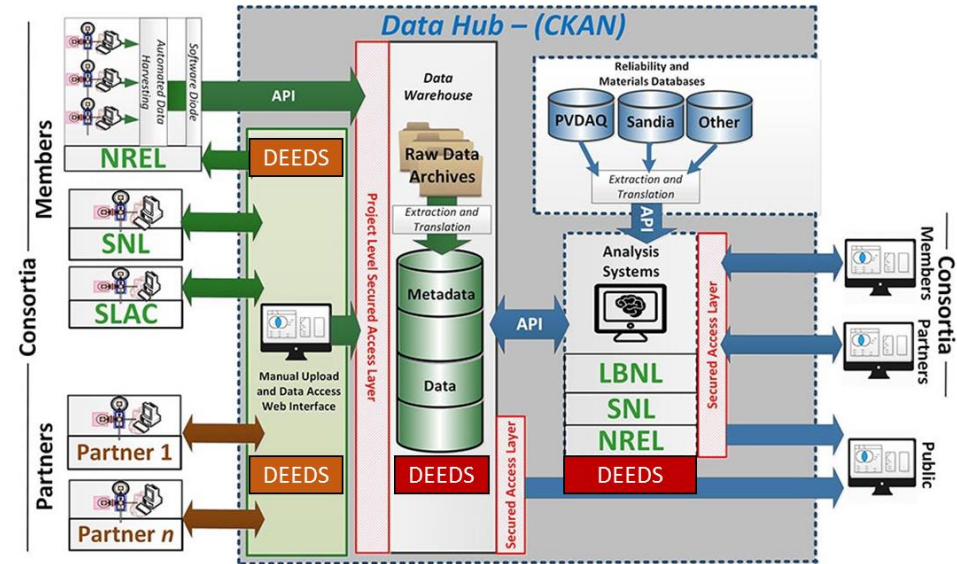 Data Hub – (CKAN)
Consortia
Members
Partners
Automated Data
Harvesting
Software Diode
NREL
SNL
SLAC
Partner 1
Partner n
API
DEEDS
Manual Upload
and Data Access
Web Interface
DEEDS
Project Level Secured Access Layer
Data
Warehouse
Raw Data
Archives
Extraction and
Translation
Metadata
Data
DEEDS
Secured Access Layer
API
Reliability and
Materials Databases
PVDAQ
Sandia
Other
Extraction and
Translation
API
Analysis
Systems
LBNL
SNL
NREL
DEEDS
Secured Access Layer
Members
Partners
Consortia
Public